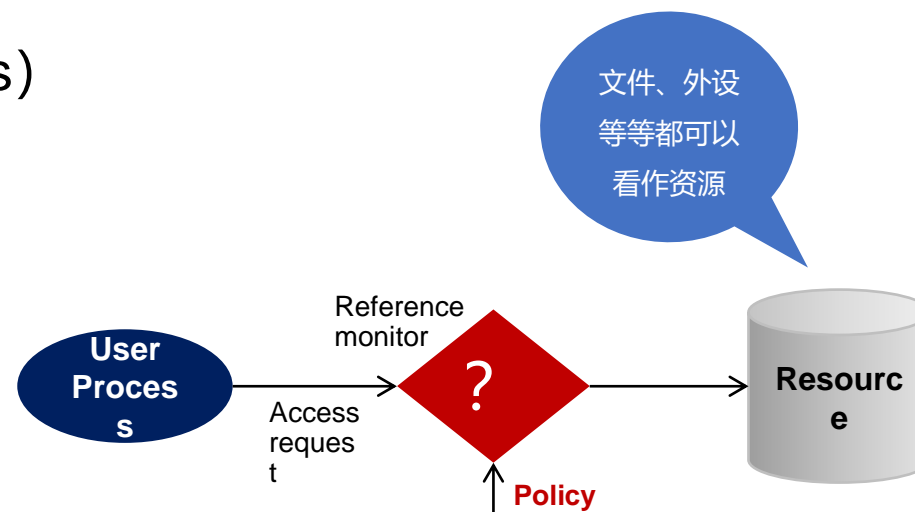 s)
文件、外设
等等都可以
看作资源
Reference
monitor
User
Proces
s
?
Resourc
e
Access
reques
t
Policy